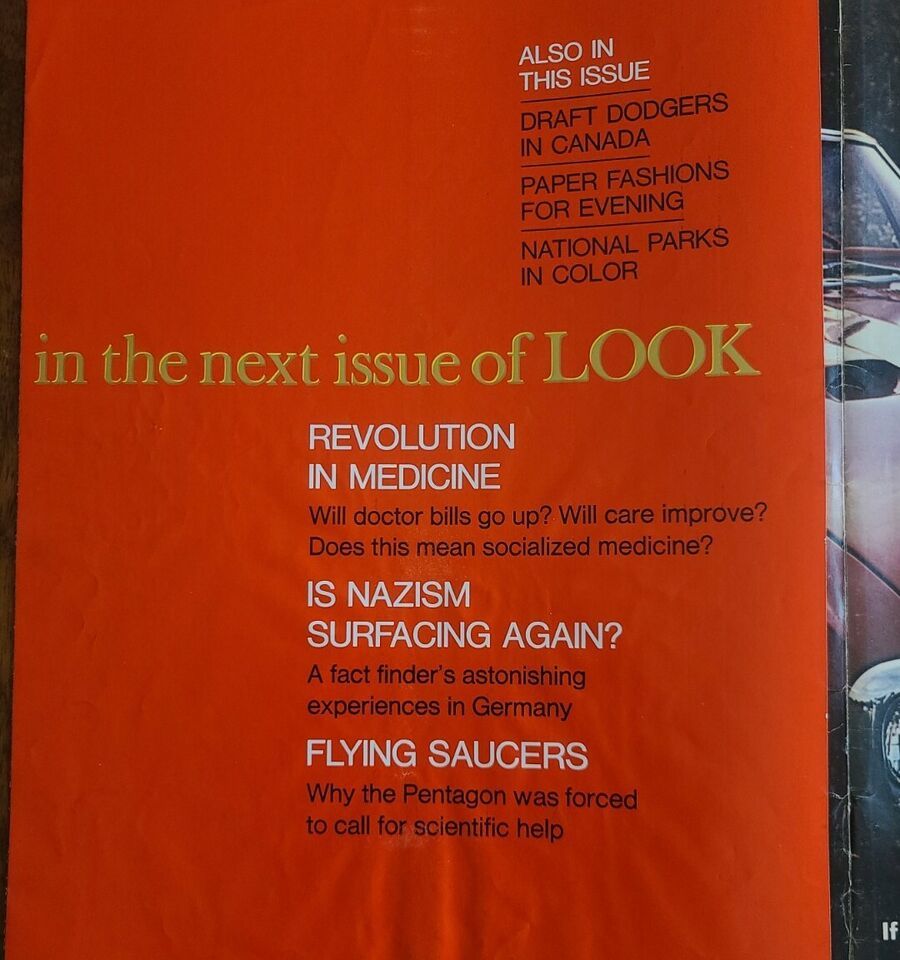 ALSO IN
THIS ISSUE
DRAFT DODGERS
IN CANADA
PAPER FASHIONS
FOR EVENING
NATIONAL PARKS
IN COLOR
in the next issue of LOOK
REVOLUTION
IN MEDICINE
Will doctor bills go up? Will care improve?
Does this mean socialized medicine?
IS NAZISM
SURFACING AGAIN?
A fact finder's astonishing
experiences in Germany
FLYING SAUCERS
Why the Pentagon was forced
to call for scientific help
If